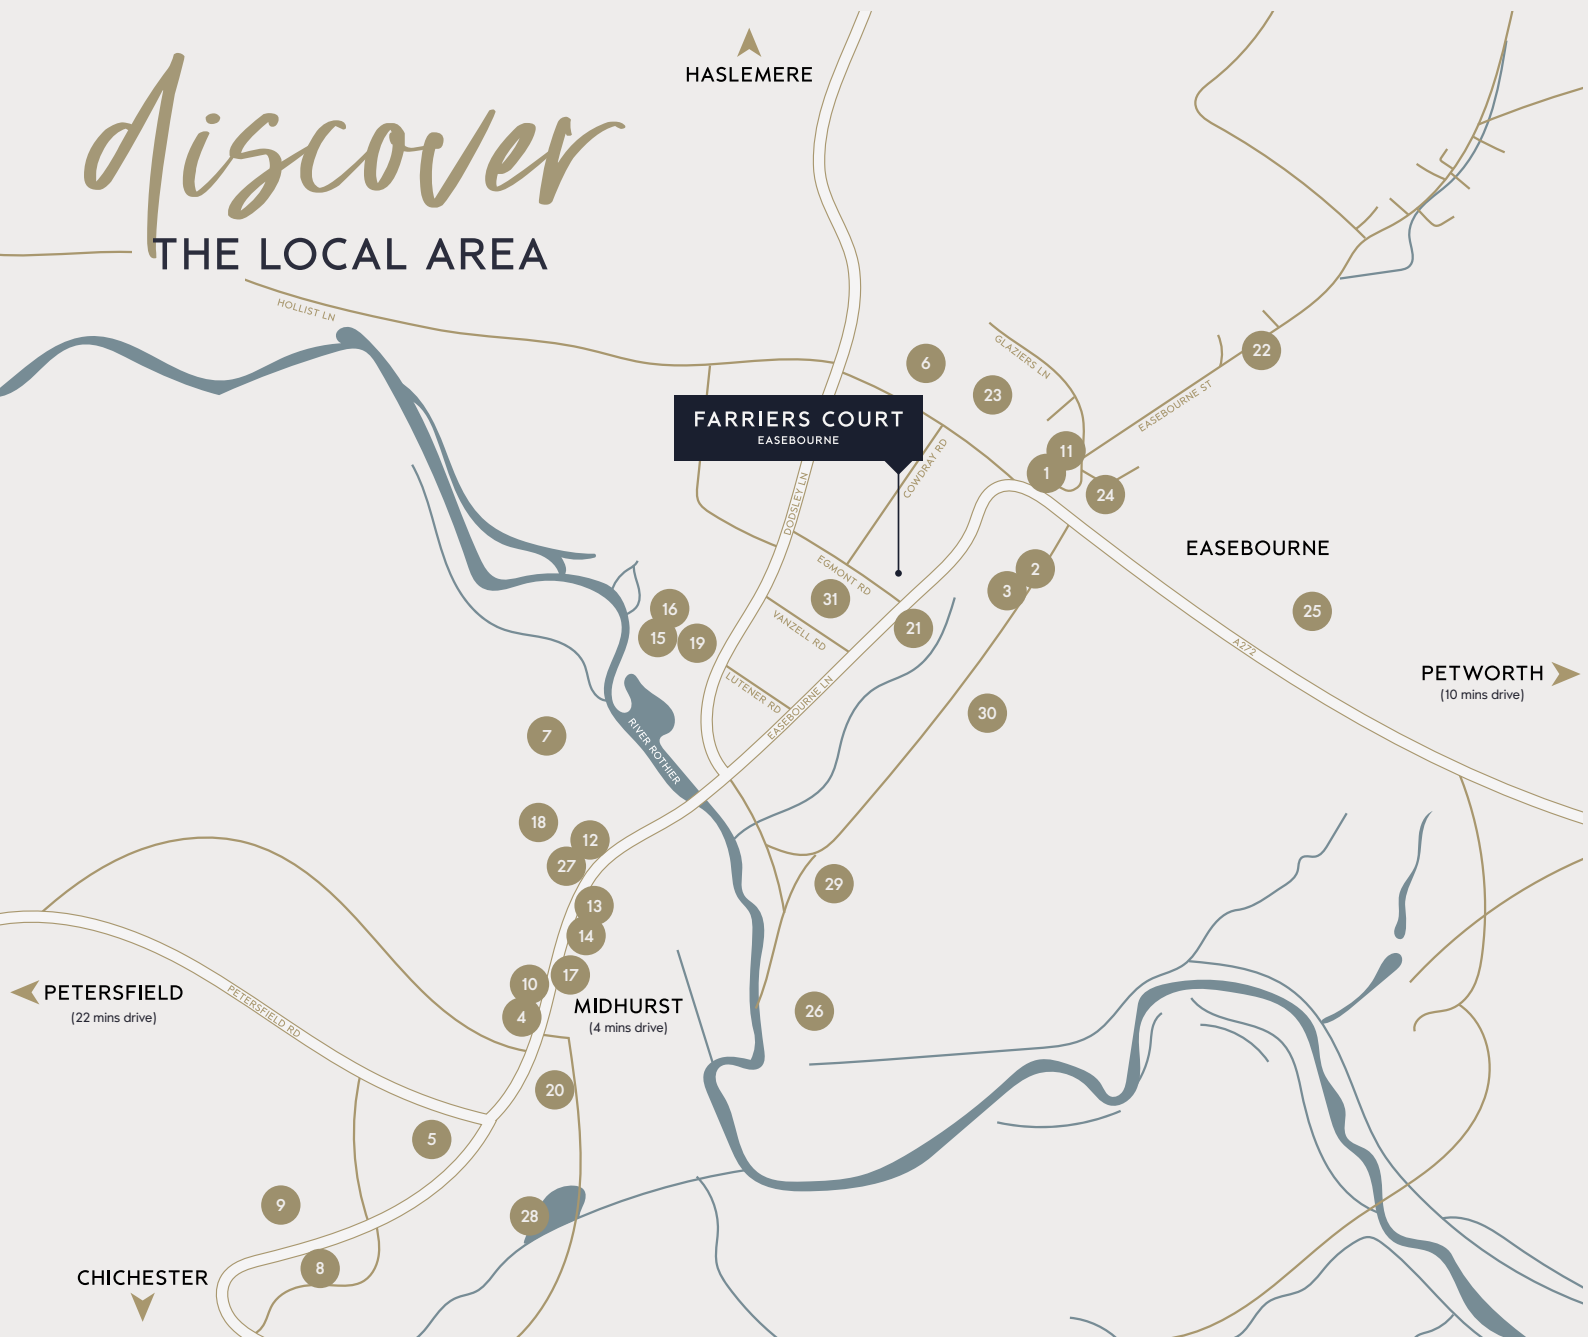 discover
THE LOCAL AREA
HASLEMERE
HOLLIST LN
GLAZIERS LN
EASEBOURNE ST
FARRIERS COURT
EASEBOURNE
COWDRAY RD
DODSLEY LN
EGMONT RD
VANZELL RD
LUTENER RD
EASEBOURNE LN
RIVER ROTHIER
EASEBOURNE
A272
PETWORTH
(10 mins drive)
PETERSFIELD
(22 mins drive)
PETERSFIELD RD
MIDHURST
(4 mins drive)
CHICHESTER
6
23
22
11
1
24
2
3
25
31
21
16
15
19
30
7
18
12
27
13
14
29
10
17
4
26
20
5
9
28
8